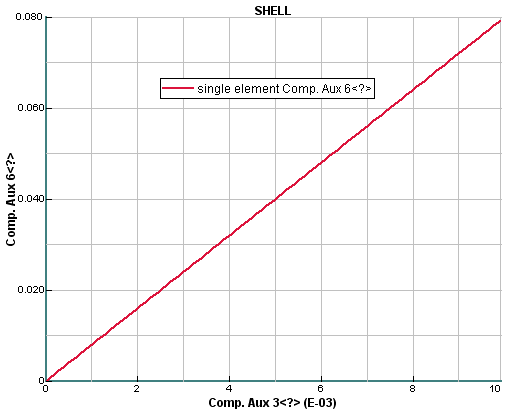 SHELL
0.080
single element Comp. Aux 6<?>
0.060
Comp. Aux 6<?>
0.040
0.020
0
0 2 4 6 8 10
Comp. Aux 3<?> (E-03)